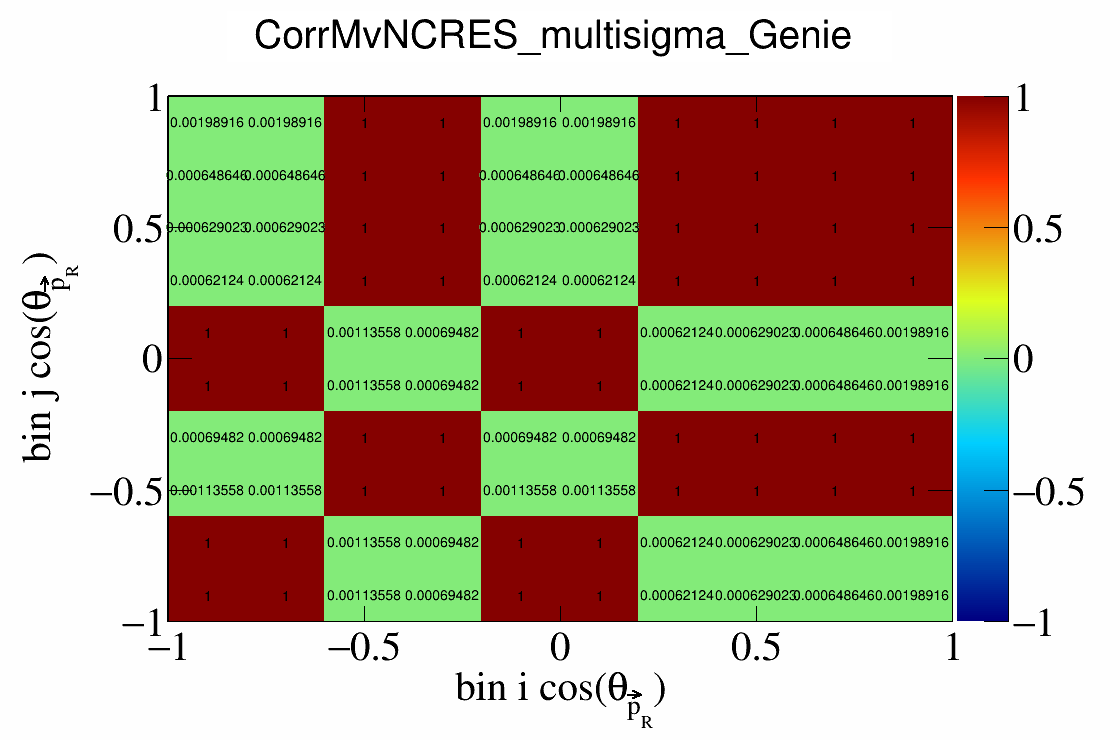 CorrMvNCRES_multisigma_Genie
1 0.00198916 0.00198916 1 1 0.00198916 0.00198916 1 1 1 1 1
0.000648646 0.000648646 1 1 0.000648646 0.000648646 1 1 1 1
0.5 0.000629023 0.000629023 1 1 0.000629023 0.000629023 1 1 1 1 0.5
0.00062124 0.00062124 1 1 0.00062124 0.00062124 1 1 1 1
1 1 0.00113558 0.00069482 1 1 0.00062124 0.000629023 0.000648646 0.00198916
0 0
1 1 0.00113558 0.00069482 1 1 0.00062124 0.000629023 0.000648646 0.00198916
0.00069482 0.00069482 1 1 0.00069482 0.00069482 1 1 1 1
−0.5 0.00113558 0.00113558 1 1 0.00113558 0.00113558 1 1 1 1 −0.5
1 1 0.00113558 0.00069482 1 1 0.00062124 0.000629023 0.000648646 0.00198916
1 1 0.00113558 0.00069482 1 1 0.00062124 0.000629023 0.000648646 0.00198916
−1 −1
−1 −0.5 0 0.5 1
bin i cos(θ_{\vec{p}_R})
bin j cos(θ_{\vec{p}_R})